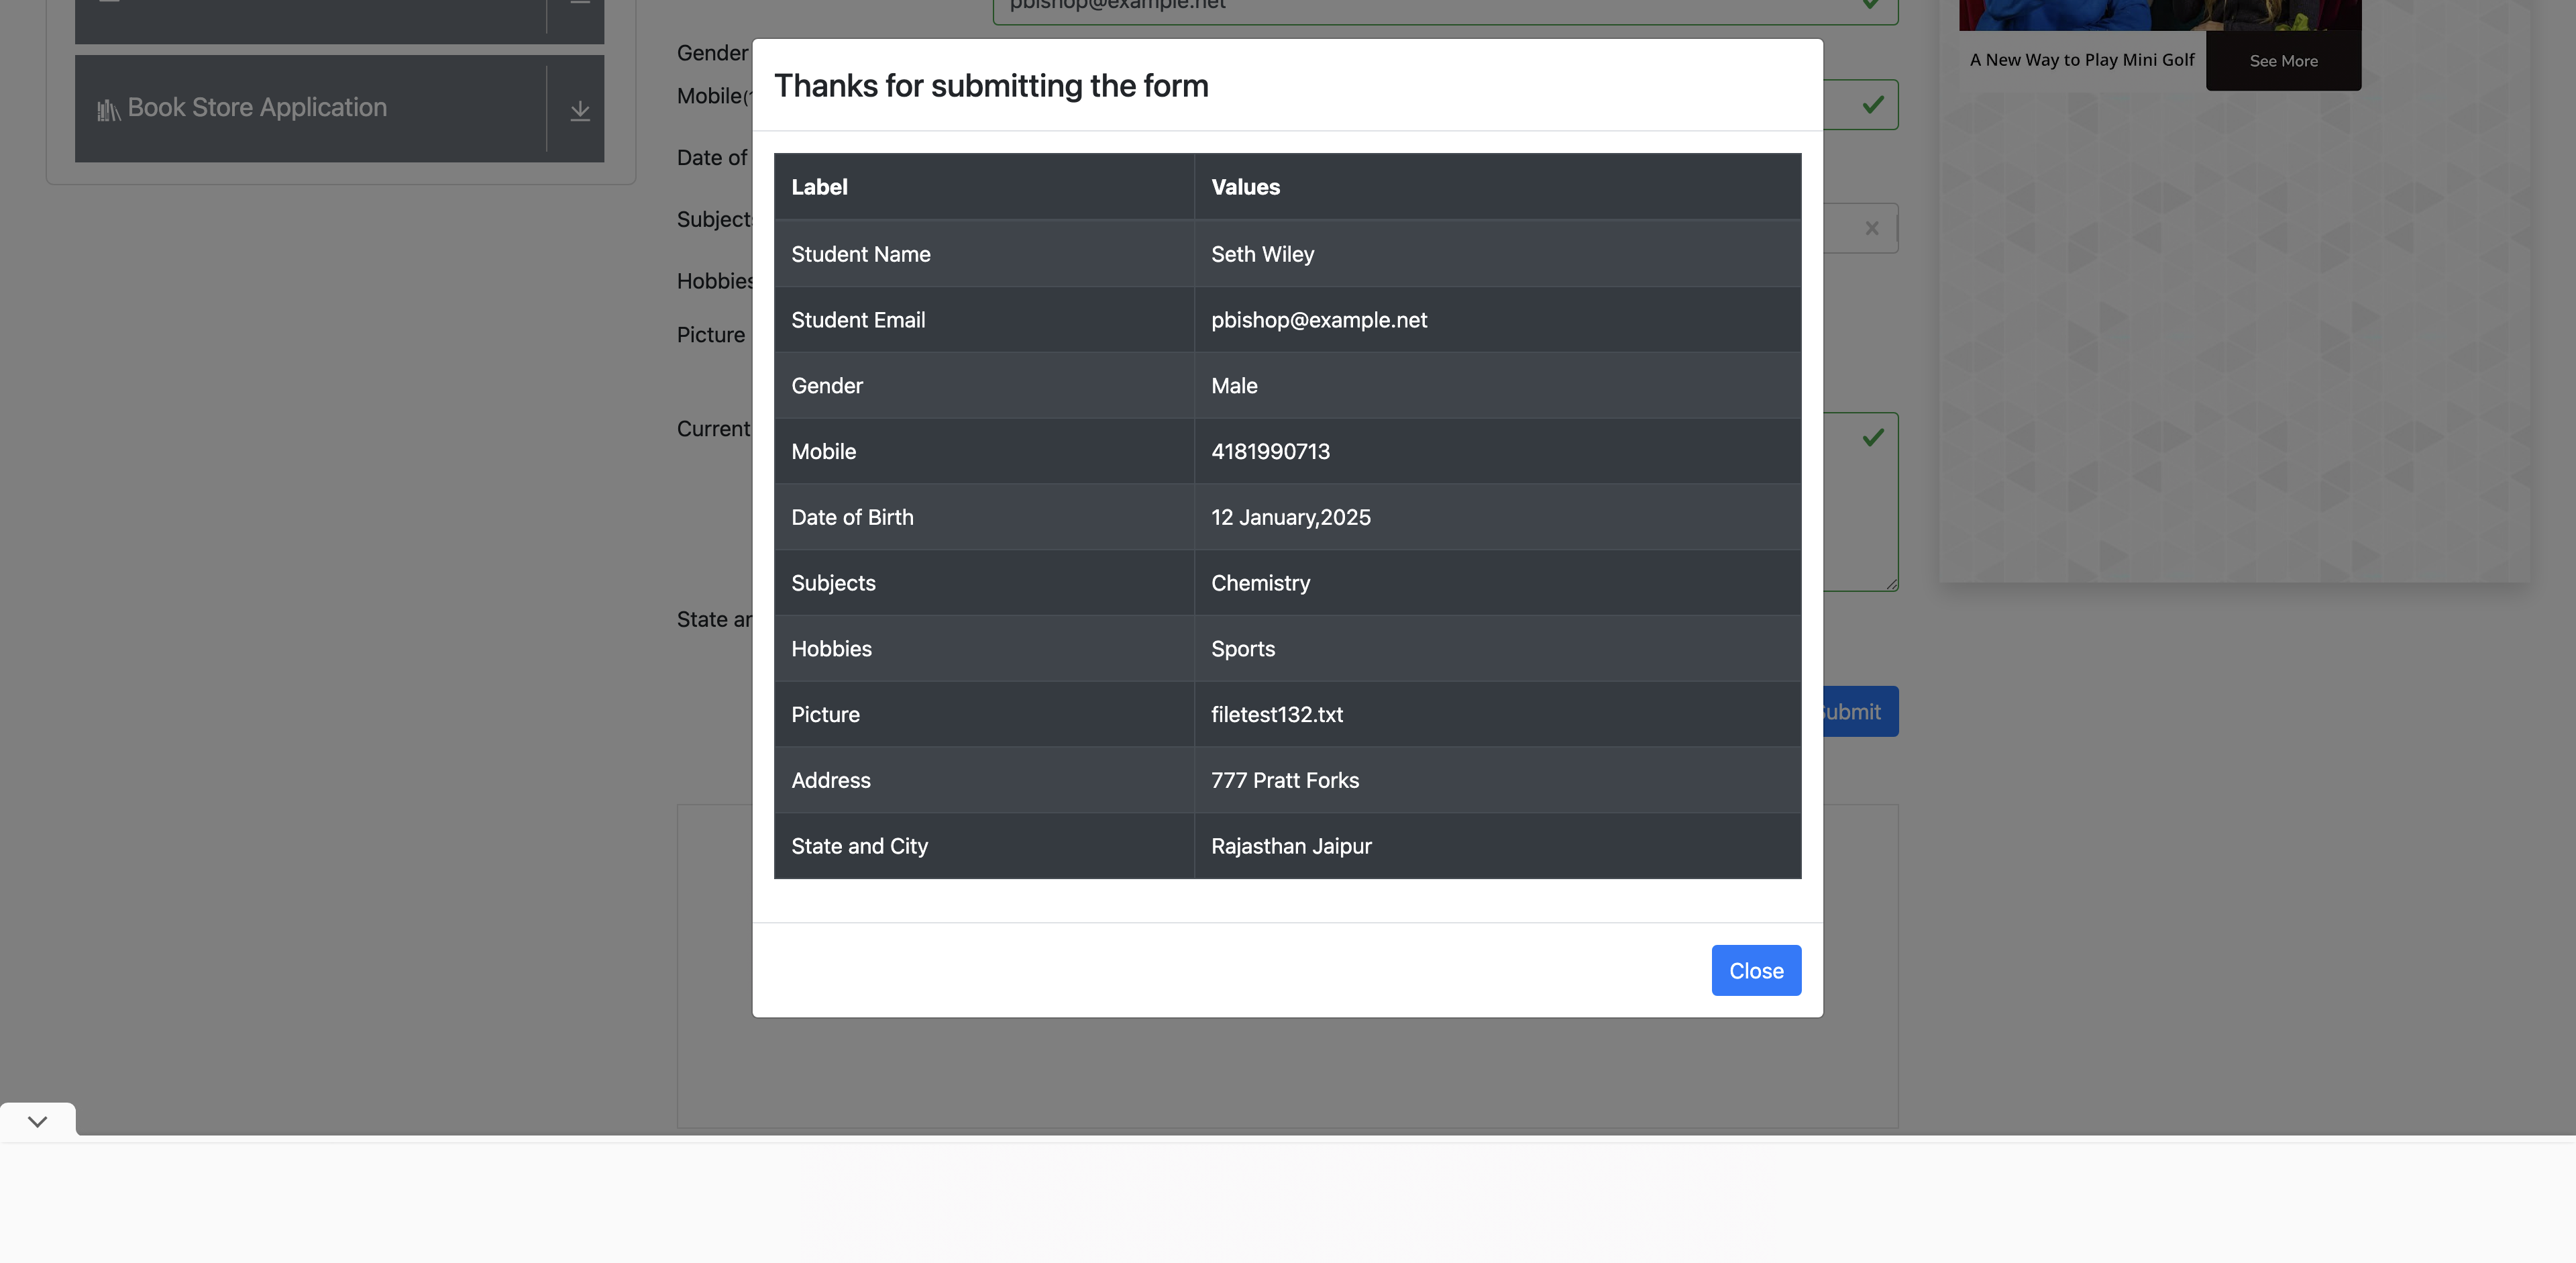 pbishop@example.net
Book Store Application
Gender
Mobile(
Date of
Subjects
Hobbies
Picture
Current
State ar
Submit
A New Way to Play Mini Golf See More
Thanks for submitting the form
Label Values
Student Name Seth Wiley
Student Email pbishop@example.net
Gender Male
Mobile 4181990713
Date of Birth 12 January,2025
Subjects Chemistry
Hobbies Sports
Picture filetest132.txt
Address 777 Pratt Forks
State and City Rajasthan Jaipur
Close